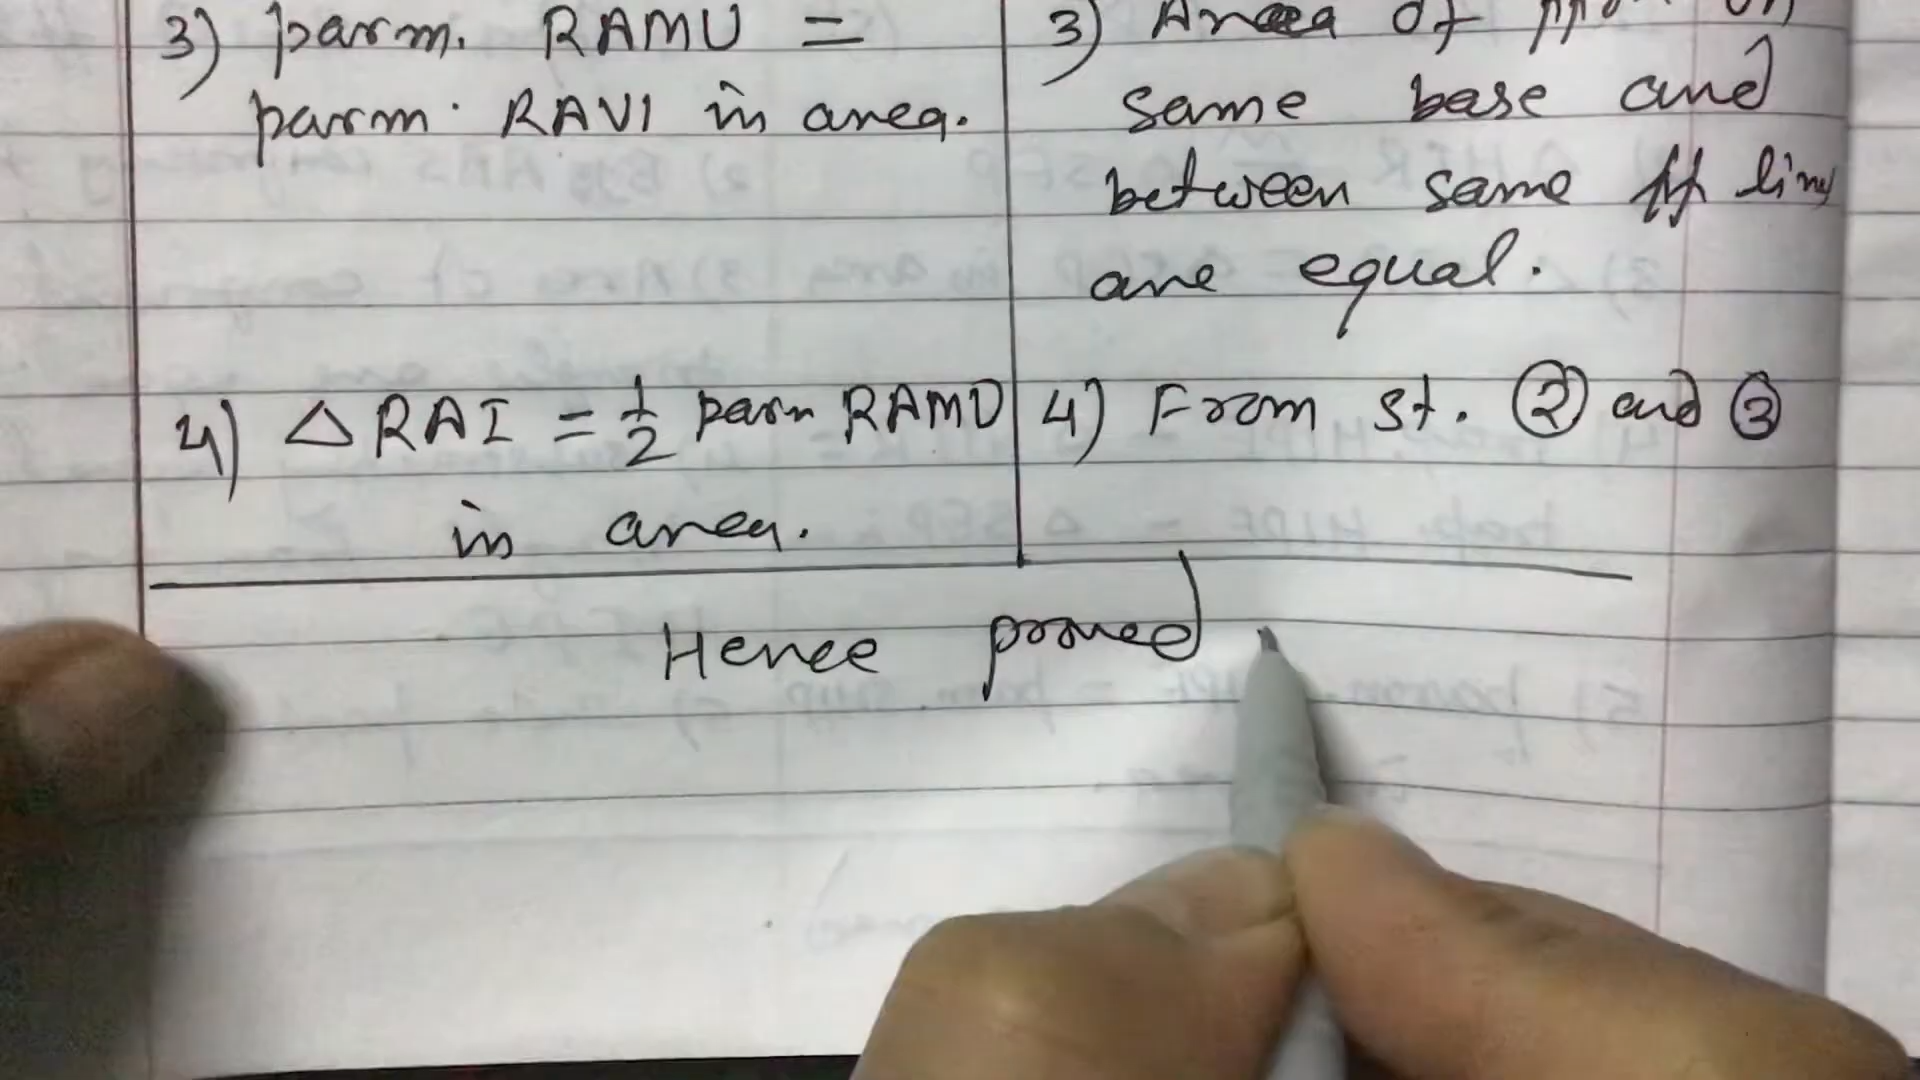 3) parm. RAMU =
parm. RAVI in area.
3) Area of
same base and
between same line
are equal.
4) △ RAI = 1/2 parm RAMU
in area.
4) From st. ② and ③
Hence proved